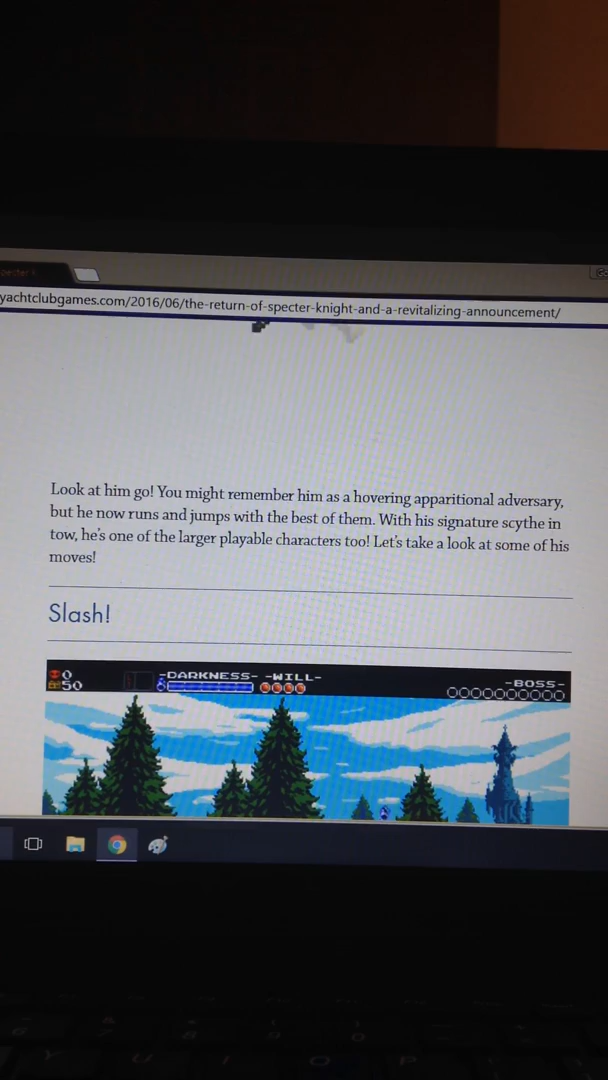 yachtclubgames.com/2016/06/the-return-of-specter-knight-and-a-revitalizing-announcement/
Look at him go! You might remember him as a hovering apparitional adversary,
but he now runs and jumps with the best of them. With his signature scythe in
tow, he's one of the larger playable characters too! Let's take a look at some of his
moves!
Slash!
0 -DARKNESS- -WILL- -BOSS-
50